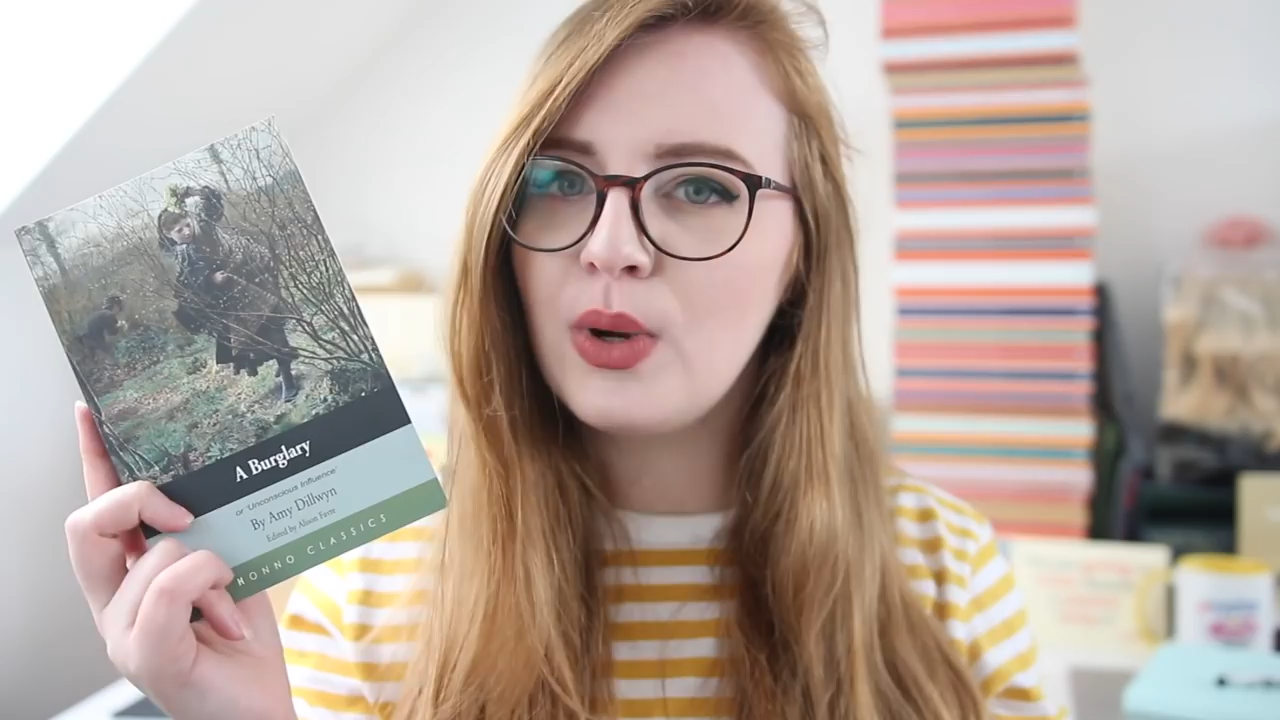 A Burglary
or 'Unconscious Influence'
By Amy Dillwyn
Edited by Alison Favre
HONNO CLASSICS